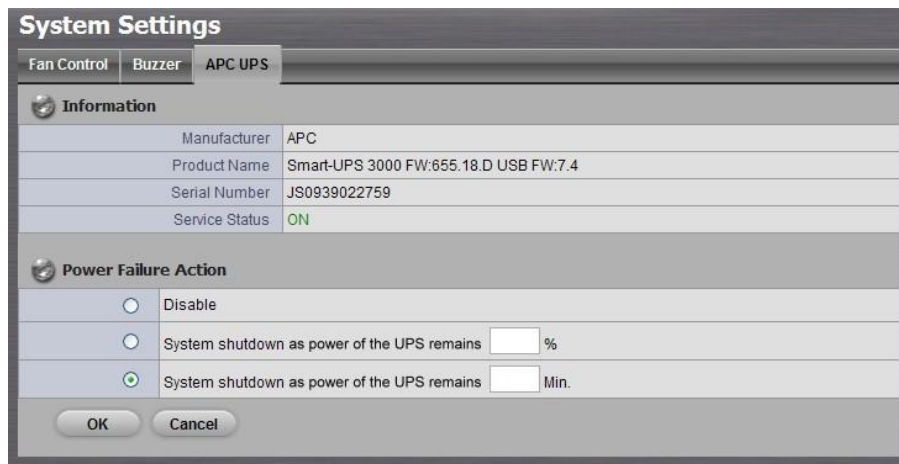 System Settings
Fan Control Buzzer APC UPS
Information
Manufacturer APC
Product Name Smart-UPS 3000 FW:655.18.D USB FW:7.4
Serial Number JS0939022759
Service Status ON
Power Failure Action
Disable
System shutdown as power of the UPS remains %
System shutdown as power of the UPS remains Min.
OK Cancel